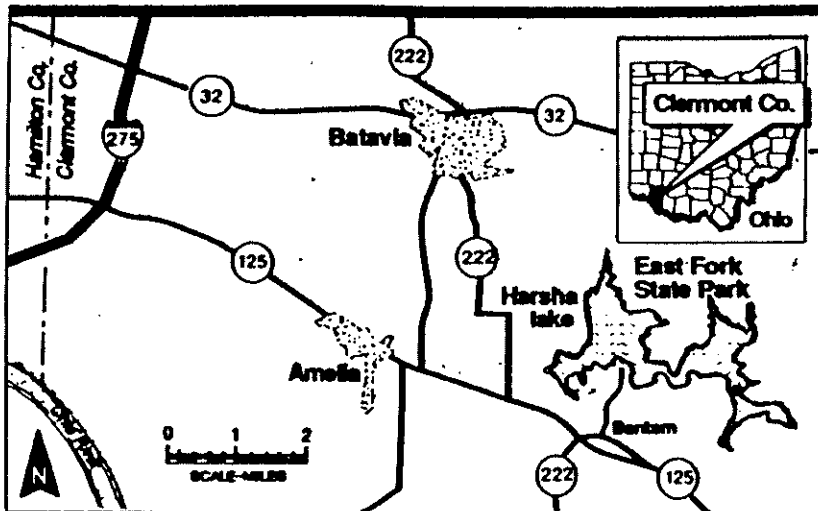 222
Hamilton Co.
Clermont Co.
32
32
275
Batavia
Clermont Co.
Ohio
125
222
Harsha
lake
East Fork
State Park
Amelia
0 1 2
SCALE-MILES
N
Bantam
222
125